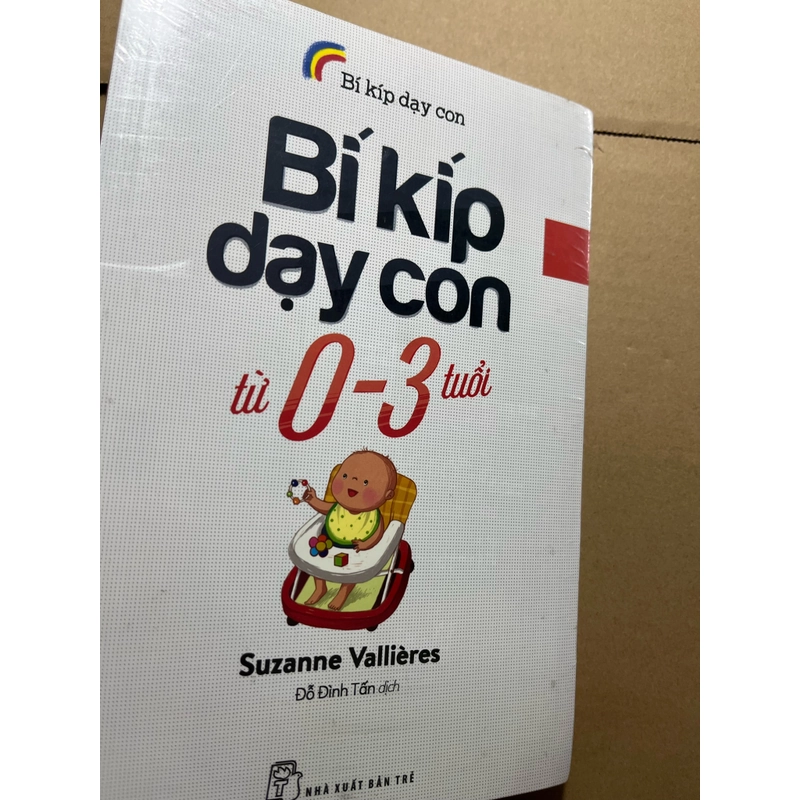 Bí kíp dạy con
Bí kíp
dạy con
từ 0-3 tuổi
Suzanne Vallières
Đỗ Đình Tấn dịch
T
NHÀ XUẤT BẢN TRẺ